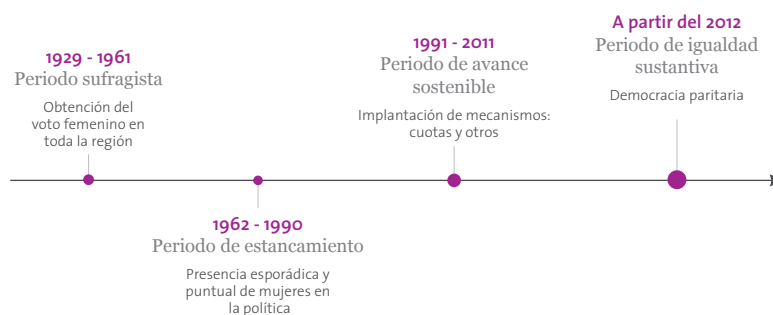 1929 - 1961
Periodo sufragista
Obtención del
voto femenino en
toda la región
1962 - 1990
Periodo de estancamiento
Presencia esporádica y
puntual de mujeres en
la política
1991 - 2011
Periodo de avance
sostenible
Implantación de mecanismos:
cuotas y otros
A partir del 2012
Periodo de igualdad
sustantiva
Democracia paritaria